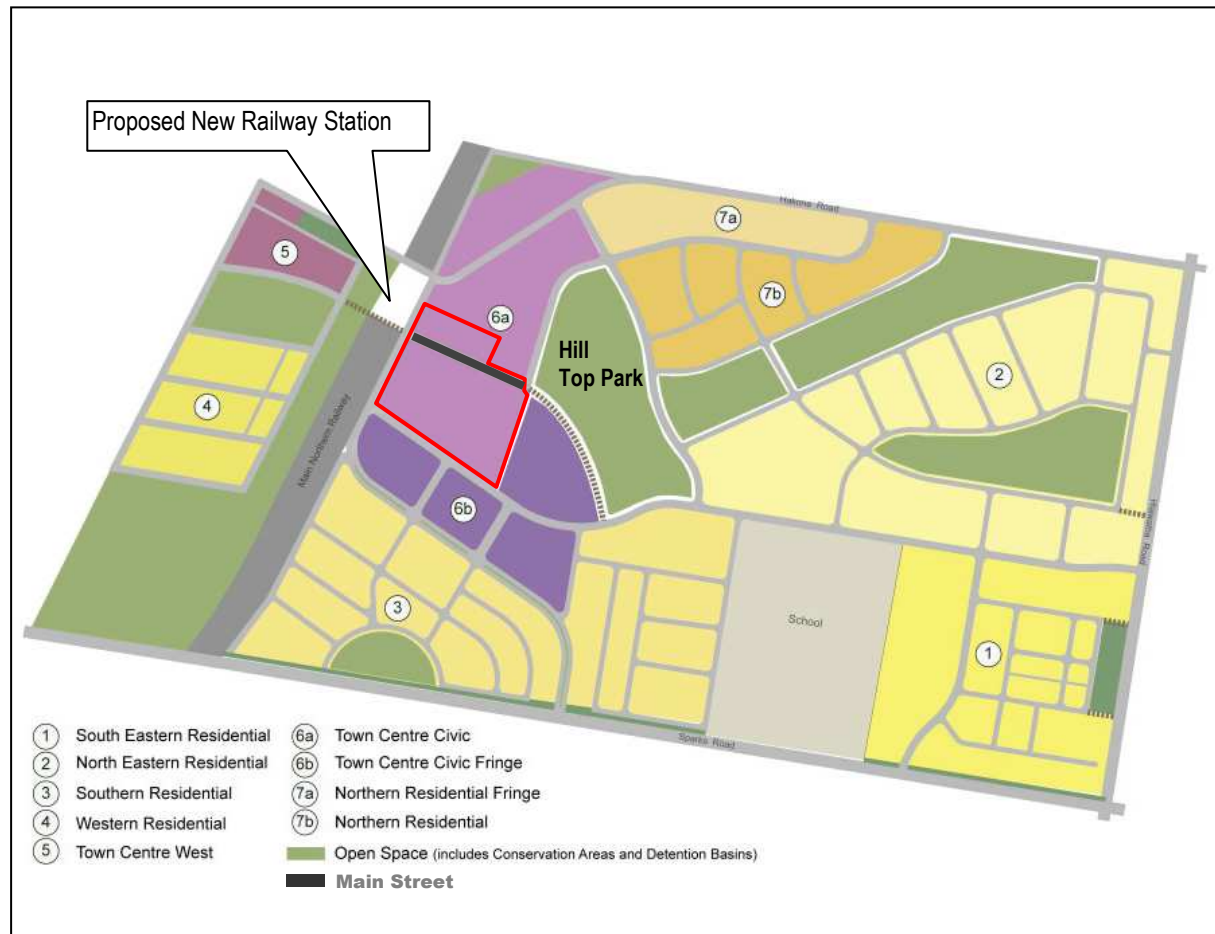 Proposed New Railway Station
Hakone Road
7a
5
6a
7b
Hill
Top Park
2
4
Main Northern Railway
6b
3
School
1
Sparks Road
1 South Eastern Residential
2 North Eastern Residential
3 Southern Residential
4 Western Residential
5 Town Centre West
6a Town Centre Civic
6b Town Centre Civic Fringe
7a Northern Residential Fringe
7b Northern Residential
Open Space (includes Conservation Areas and Detention Basins)
Main Street